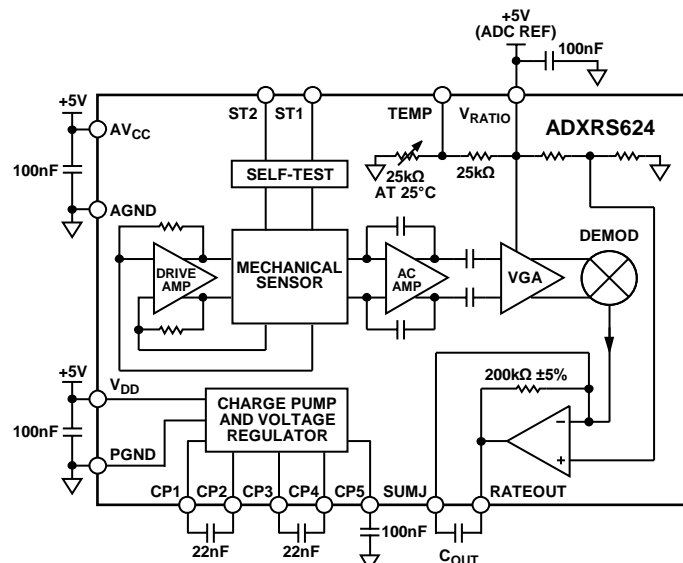 +5V
(ADC REF)
100nF
+5V
AVCC
100nF
AGND
ST2
ST1
TEMP
VRATIO
ADXRS624
25kΩ
AT 25°C
25kΩ
SELF-TEST
DRIVE
AMP
MECHANICAL
SENSOR
AC
AMP
VGA
DEMOD
+5V
VDD
100nF
PGND
CHARGE PUMP
AND VOLTAGE
REGULATOR
200kΩ ±5%
–
+
CP1
CP2
CP3
CP4
CP5
SUMJ
RATEOUT
22nF
22nF
100nF
COUT